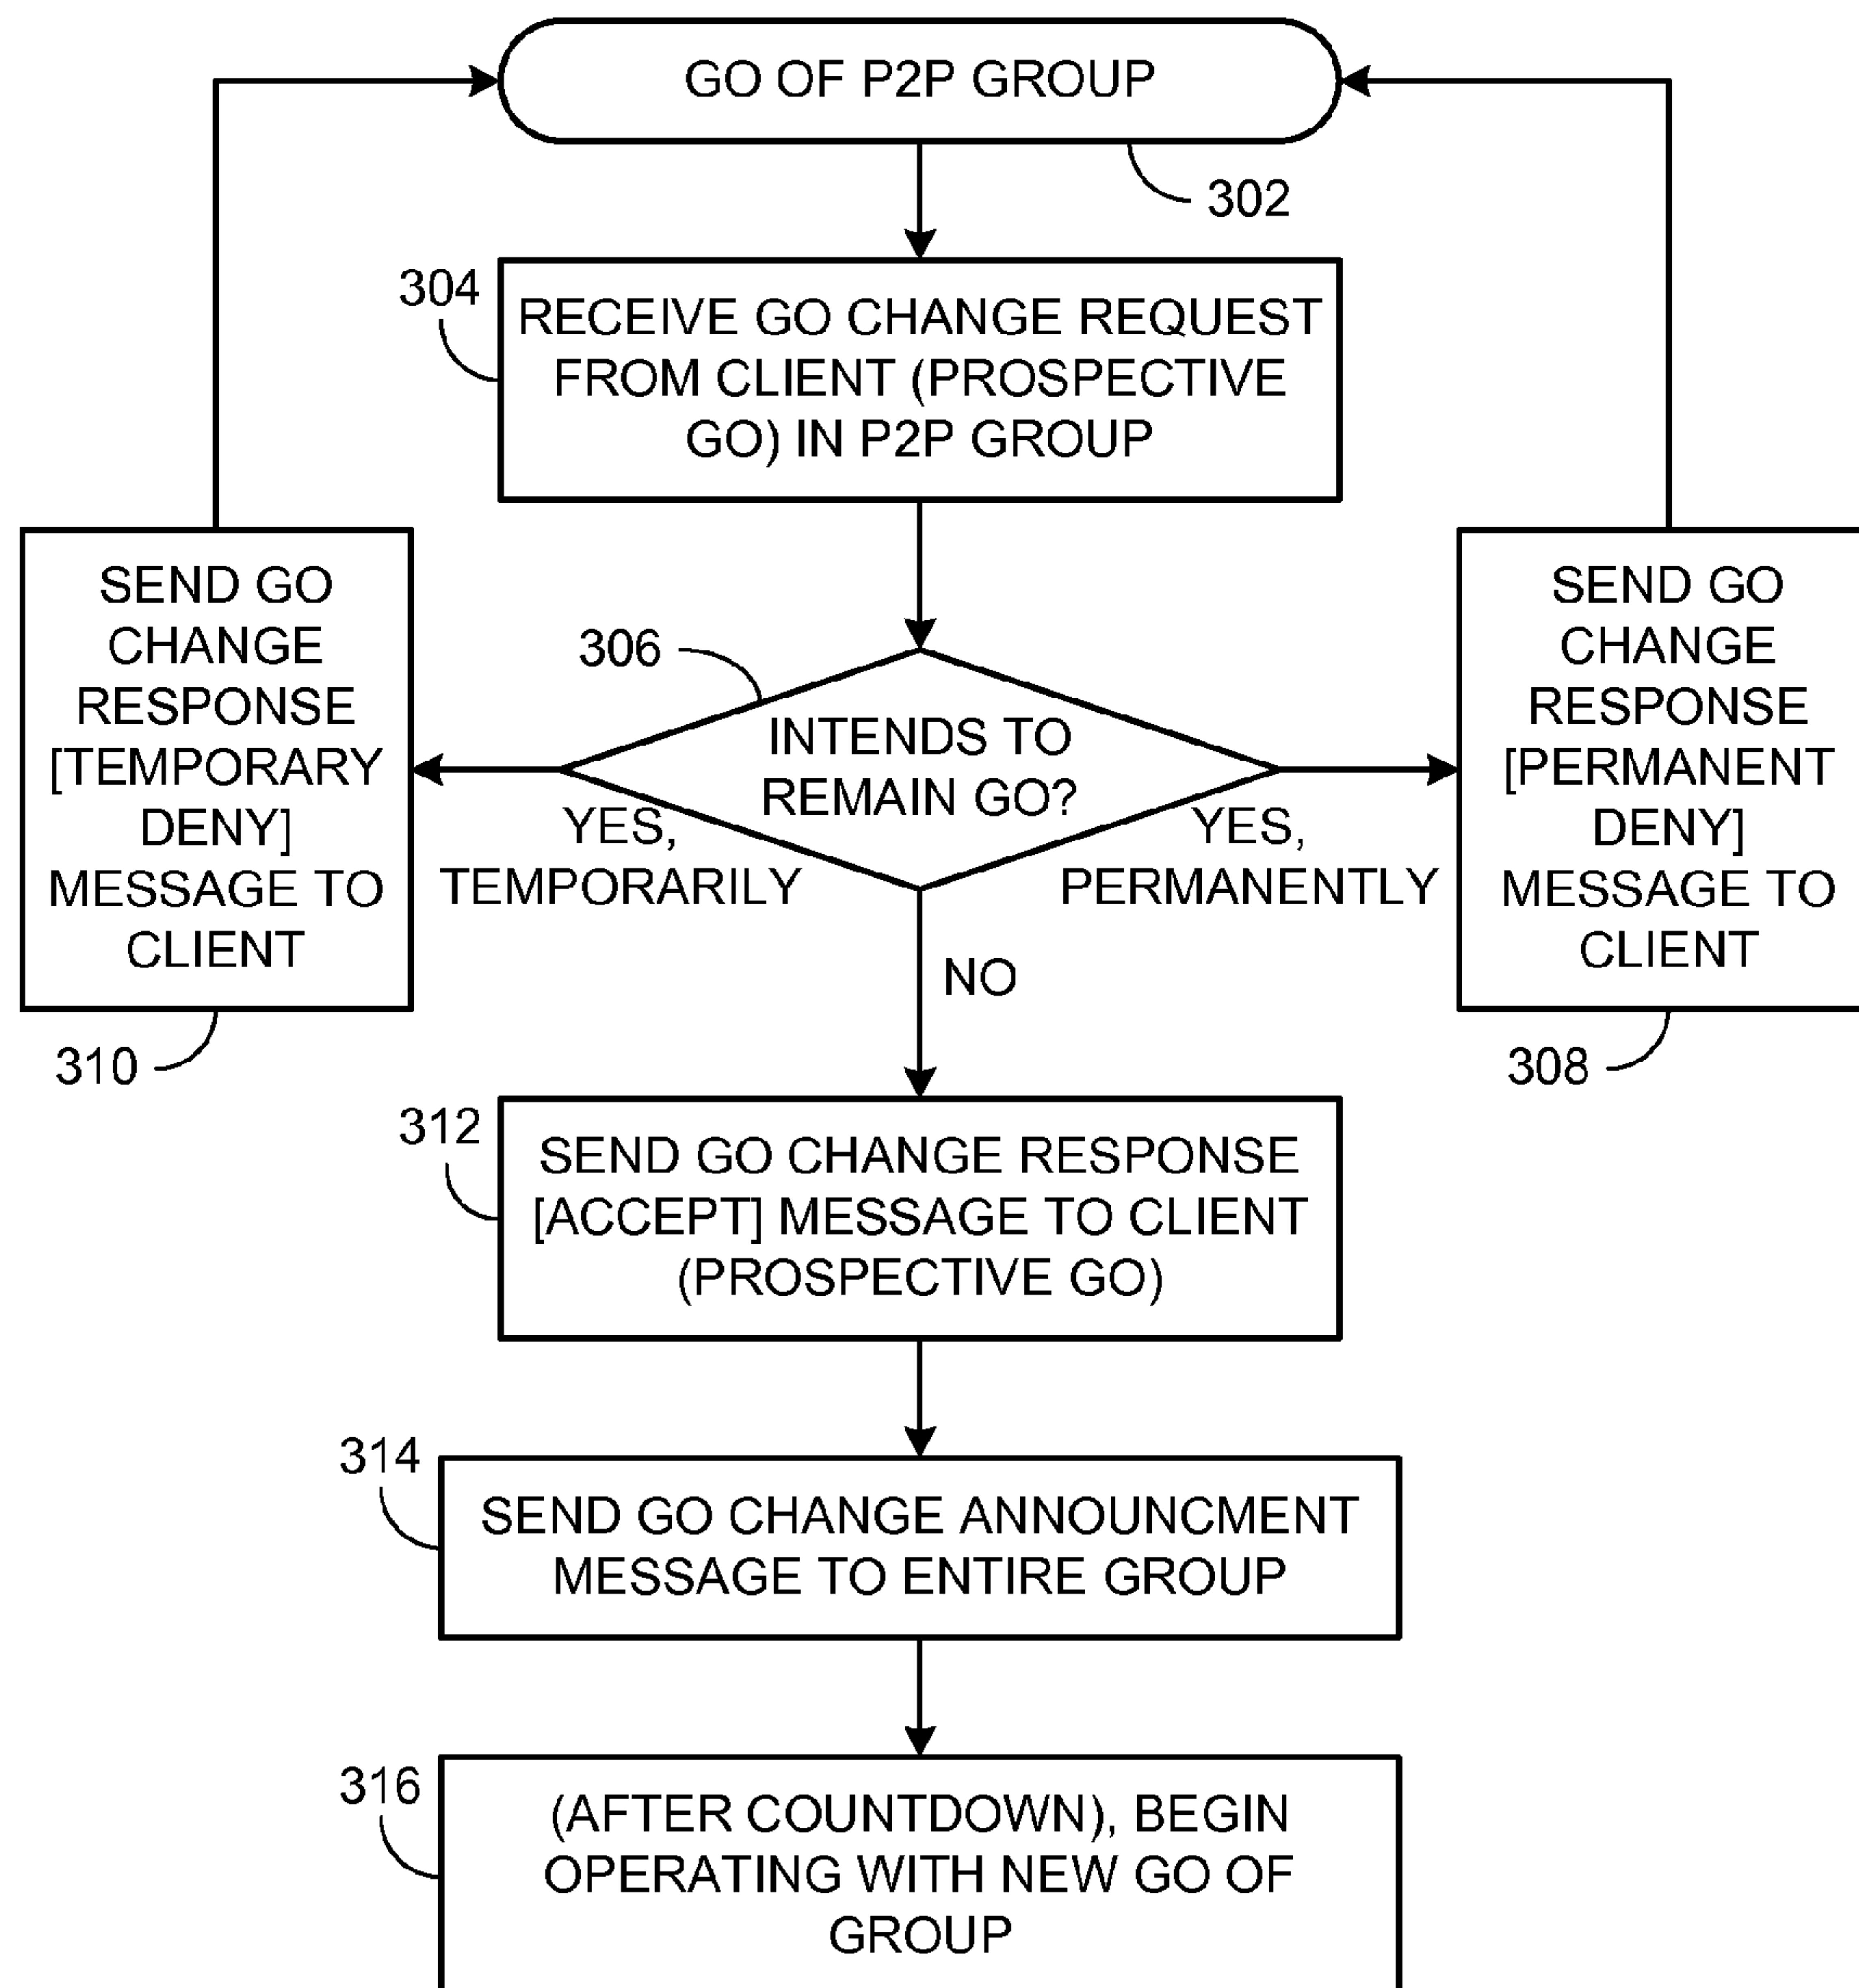 GO OF P2P GROUP
302
304
RECEIVE GO CHANGE REQUEST
FROM CLIENT (PROSPECTIVE
GO) IN P2P GROUP
306
INTENDS TO
REMAIN GO?
YES,
TEMPORARILY
YES,
PERMANENTLY
NO
SEND GO
CHANGE
RESPONSE
[TEMPORARY
DENY]
MESSAGE TO
CLIENT
310
SEND GO
CHANGE
RESPONSE
[PERMANENT
DENY]
MESSAGE TO
CLIENT
308
312
SEND GO CHANGE RESPONSE
[ACCEPT] MESSAGE TO CLIENT
(PROSPECTIVE GO)
314
SEND GO CHANGE ANNOUNCMENT
MESSAGE TO ENTIRE GROUP
316
(AFTER COUNTDOWN), BEGIN
OPERATING WITH NEW GO OF
GROUP